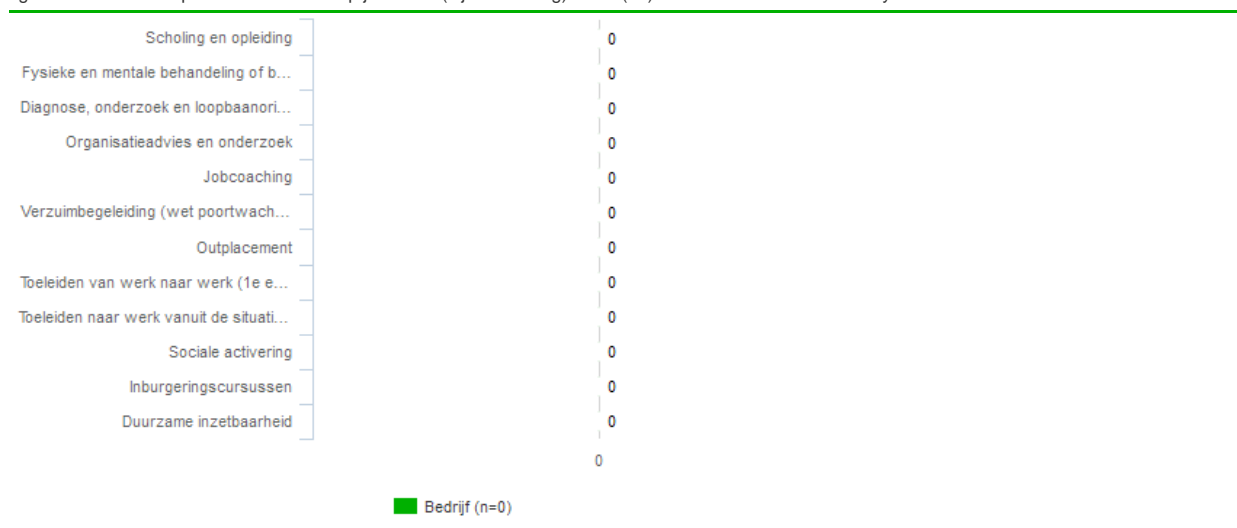 Scholing en opleiding 0
Fysieke en mentale behandeling of b... 0
Diagnose, onderzoek en loopbaanori... 0
Organisatieadvies en onderzoek 0
Jobcoaching 0
Verzuimbegeleiding (wet poortwach... 0
Outplacement 0
Toeleiden van werk naar werk (1e e... 0
Toeleiden naar werk vanuit de situati... 0
Sociale activering 0
Inburgeringscursussen 0
Duurzame inzetbaarheid 0
0
Bedrijf (n=0)